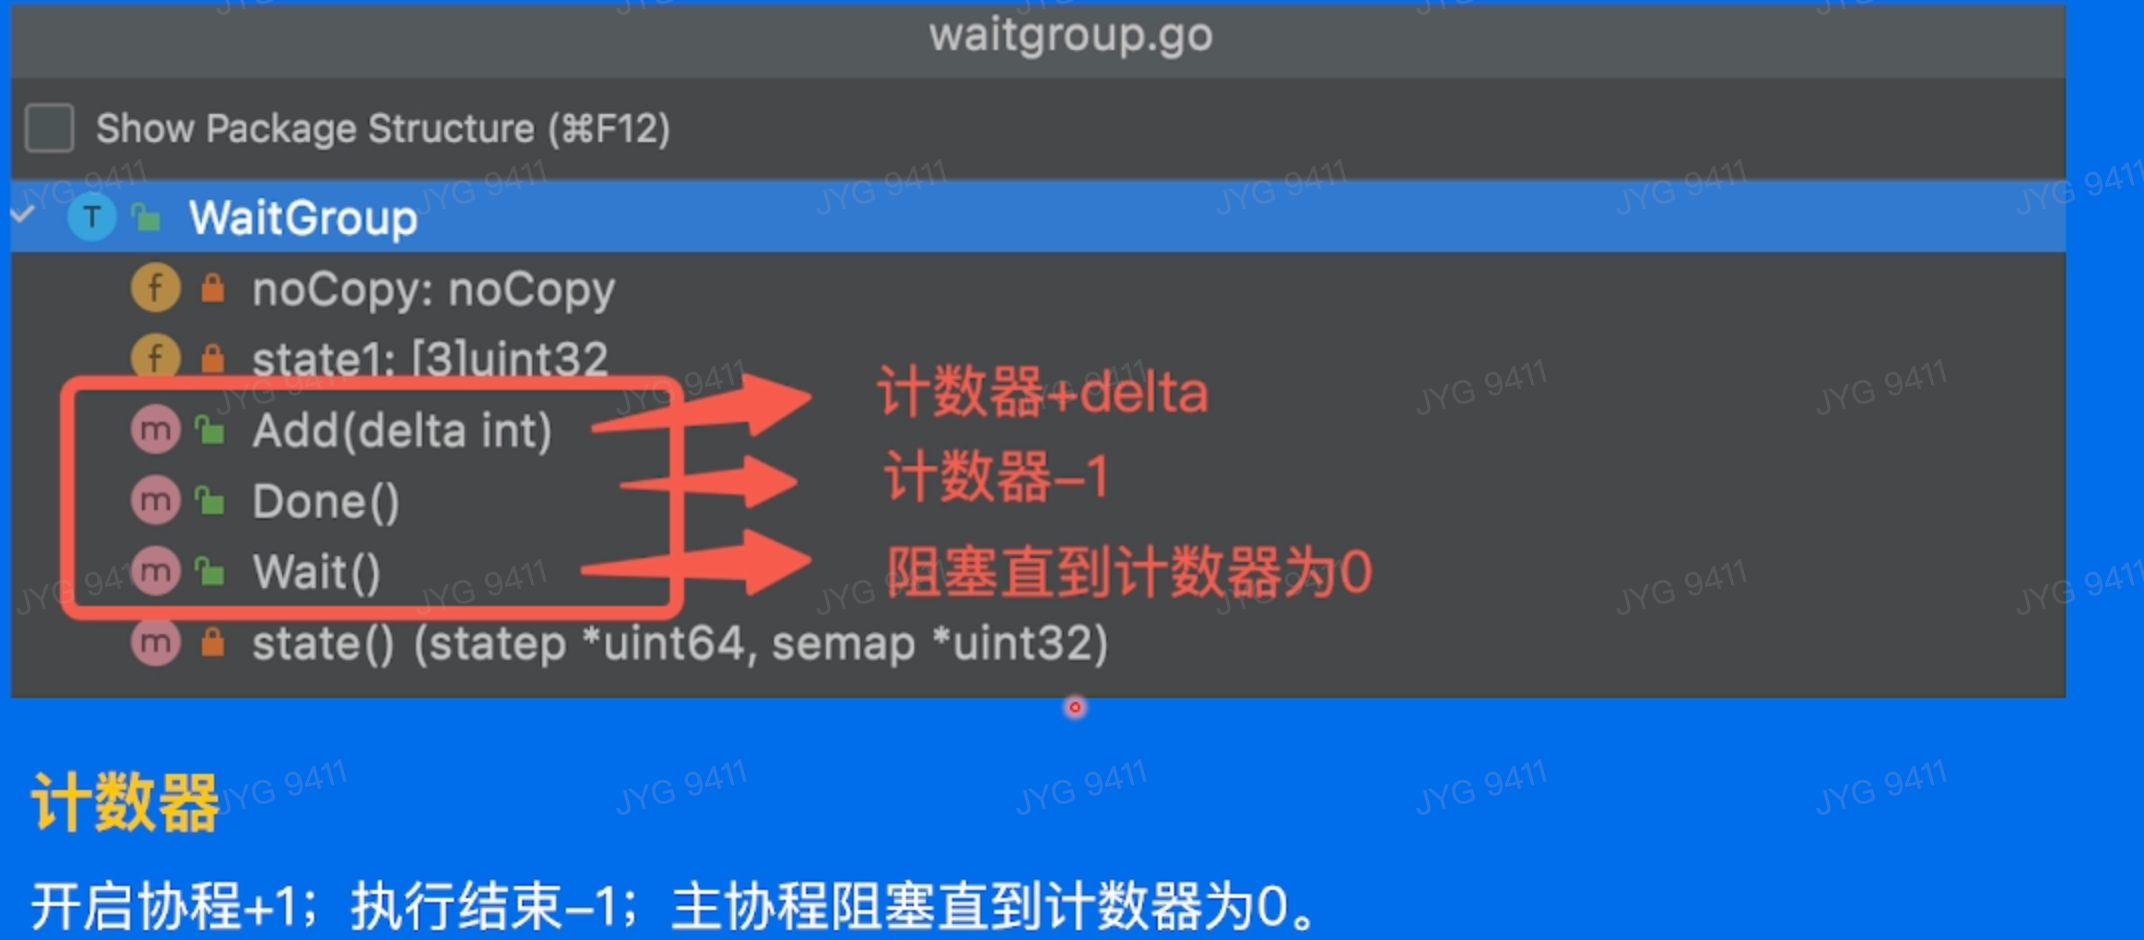 waitgroup.go
Show Package Structure (⌘F12)
T WaitGroup
f noCopy: noCopy
f state1: [3]uint32
m Add(delta int) 计数器+delta
m Done() 计数器–1
m Wait() 阻塞直到计数器为0
m state() (statep *uint64, semap *uint32)
计数器
开启协程+1；执行结束–1；主协程阻塞直到计数器为0。
JYG 9411